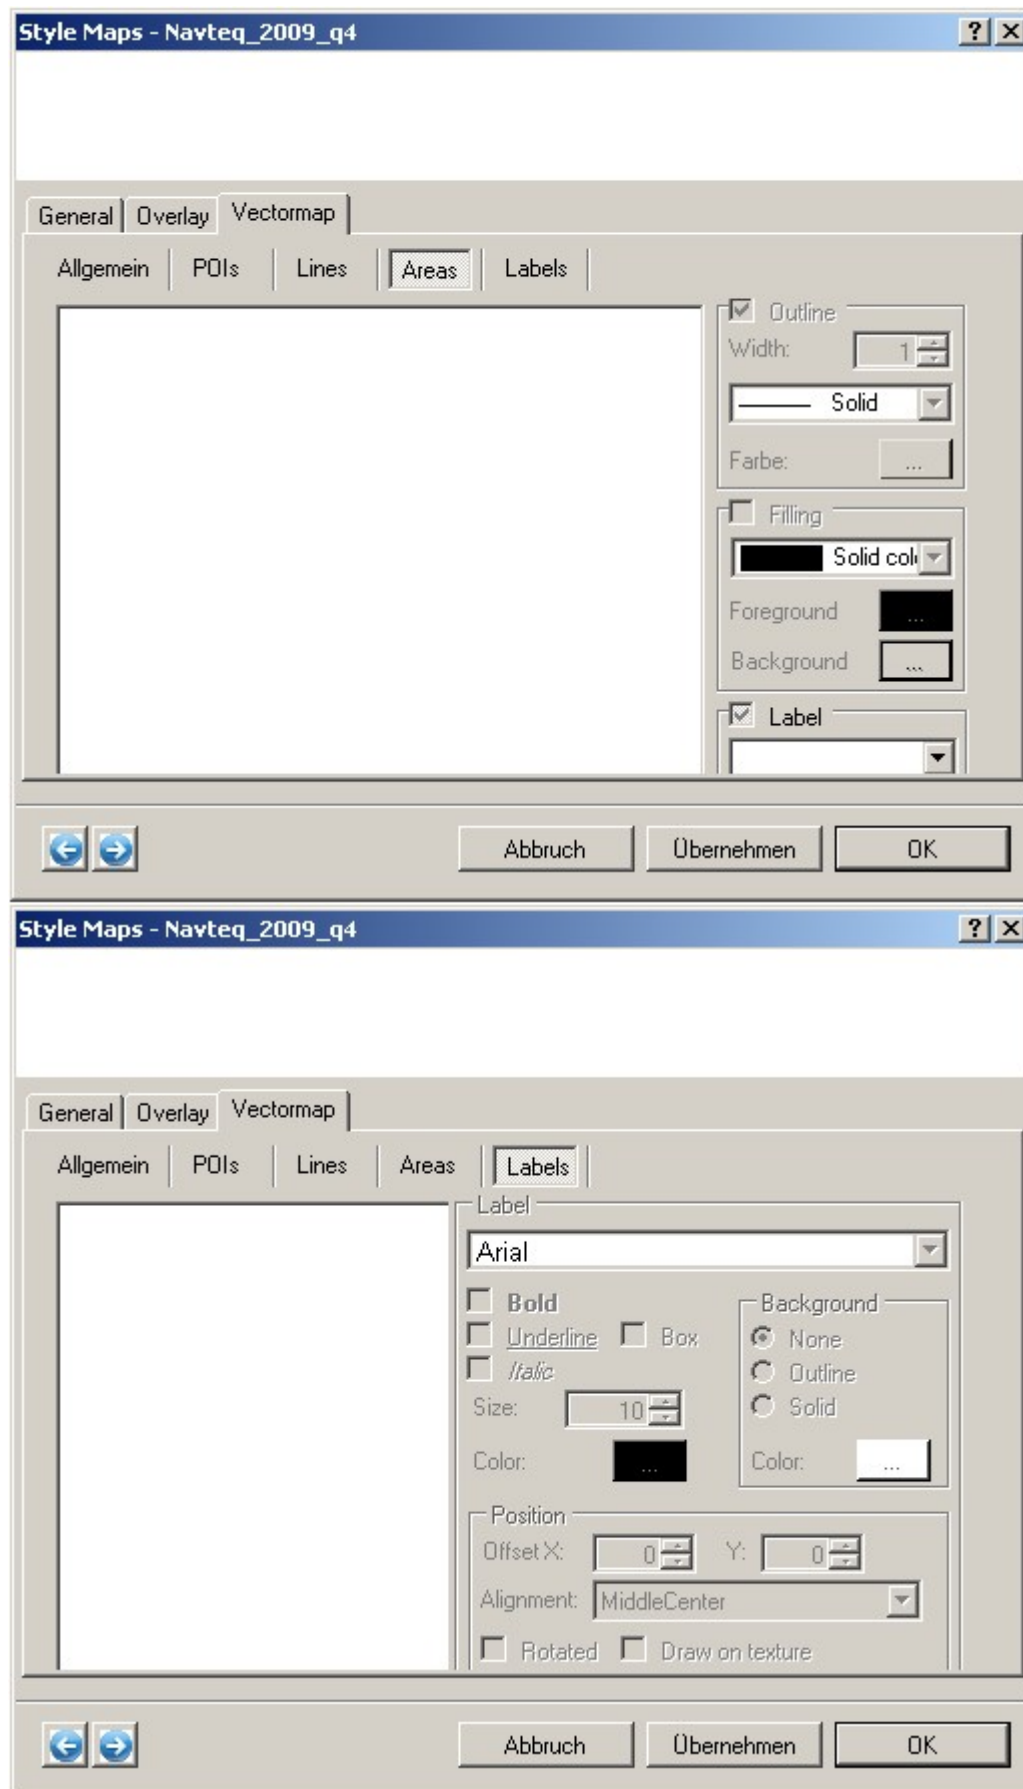 Style Maps - Navteq_2009_q4
General Overlay Vectormap
Allgemein POIs Lines Areas Labels
Outline
Width: 1
Solid
Farbe: ...
Filling
Solid col
Foreground ...
Background ...
Label
Abbruch Übernehmen OK
Style Maps - Navteq_2009_q4
General Overlay Vectormap
Allgemein POIs Lines Areas Labels
Label
Arial
Bold
Background
Underline Box
None
Italic
Outline
Size: 10
Solid
Color: ...
Color: ...
Position
Offset X: 0 Y: 0
Alignment: MiddleCenter
Rotated Draw on texture
Abbruch Übernehmen OK